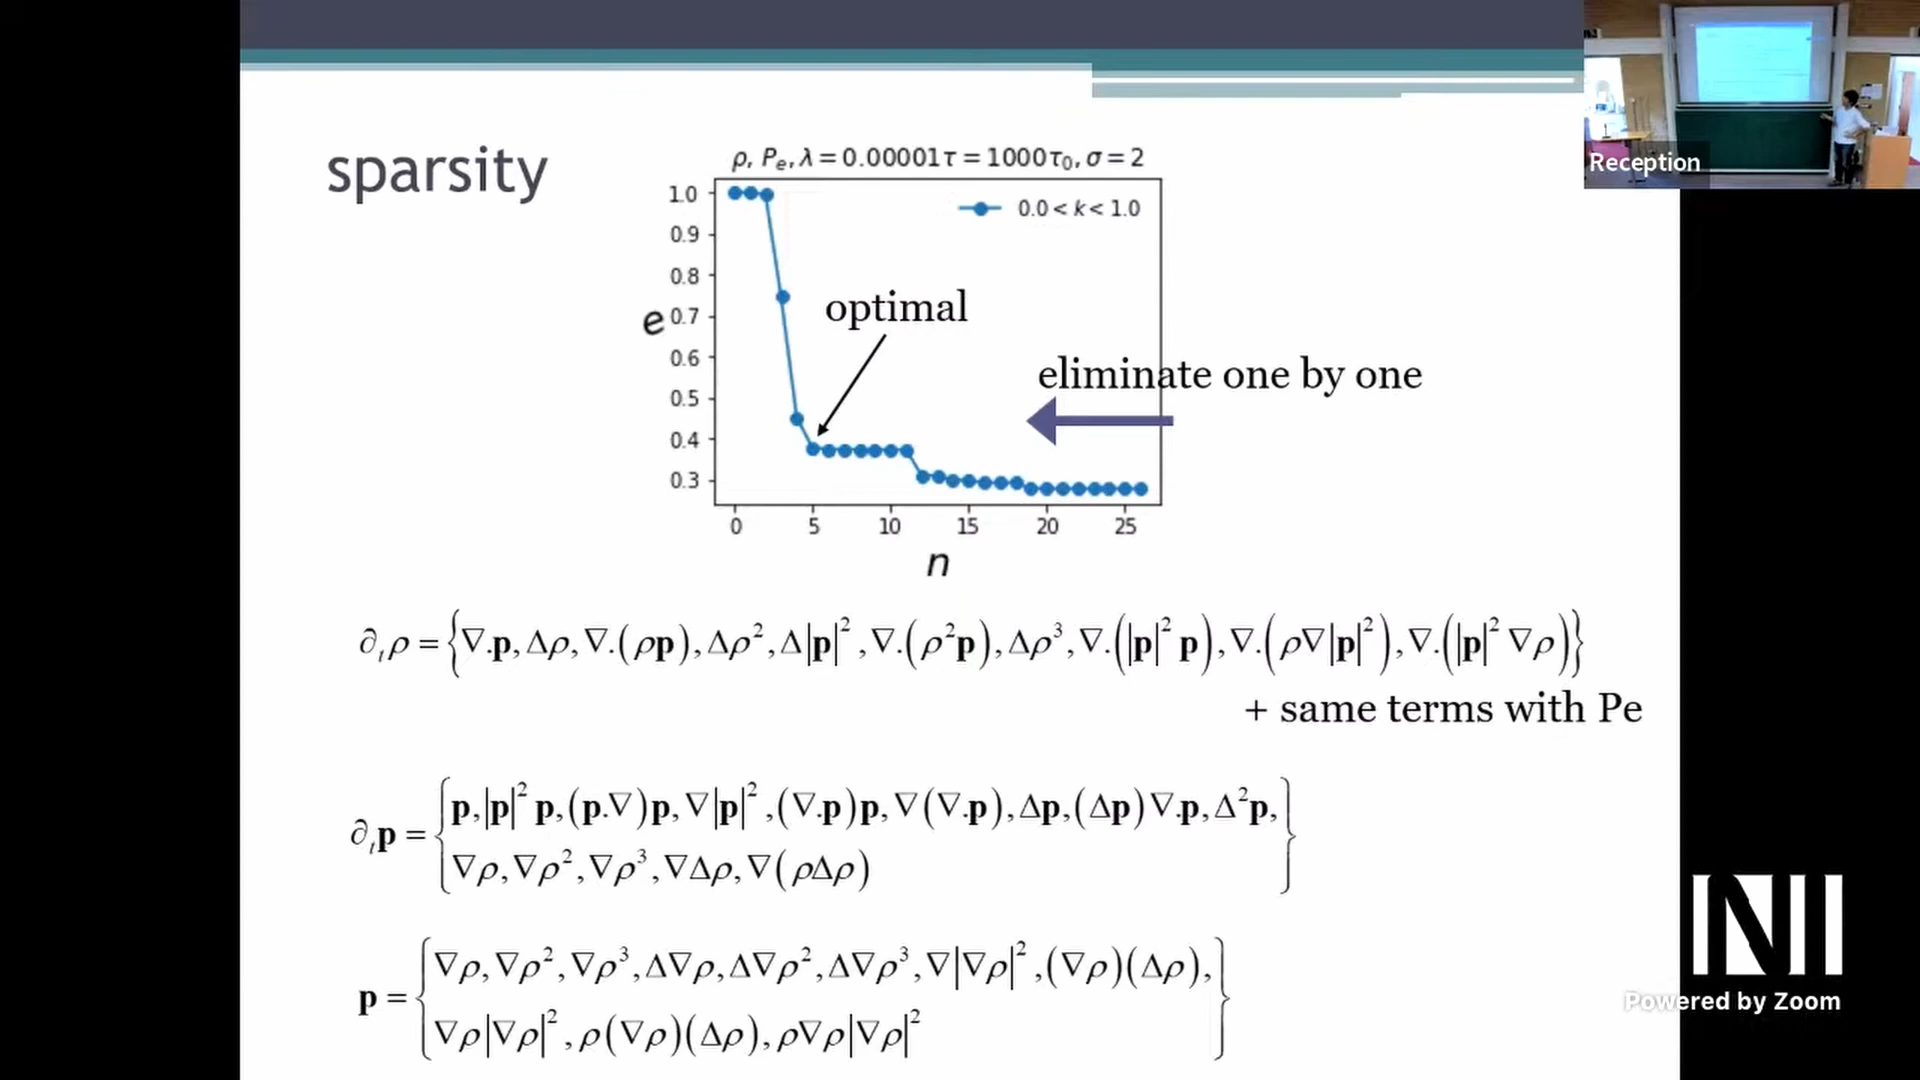 Reception
sparsity
ρ, Pₑ, λ = 0.00001τ = 1000τ₀, σ = 2
0.0 < k < 1.0
1.0
0.9
0.8
0.7
0.6
0.5
0.4
0.3
e
optimal
eliminate one by one
0 5 10 15 20 25
n
∂ₜρ = {∇.p, Δρ, ∇.(ρp), Δρ², Δ|p|², ∇.(ρ²p), Δρ³, ∇.(|p|² p), ∇.(ρ∇|p|²), ∇.(|p|² ∇ρ)}
+ same terms with Pe
∂ₜp = {p, |p|² p, (p.∇)p, ∇|p|², (∇.p)p, ∇(∇.p), Δp, (Δp)∇.p, Δ²p,
∇ρ, ∇ρ², ∇ρ³, ∇Δρ, ∇(ρΔρ)}
p = {∇ρ, ∇ρ², ∇ρ³, Δ∇ρ, Δ∇ρ², Δ∇ρ³, ∇|∇ρ|², (∇ρ)(Δρ),
∇ρ|∇ρ|², ρ(∇ρ)(Δρ), ρ∇ρ|∇ρ|²}
Powered by Zoom